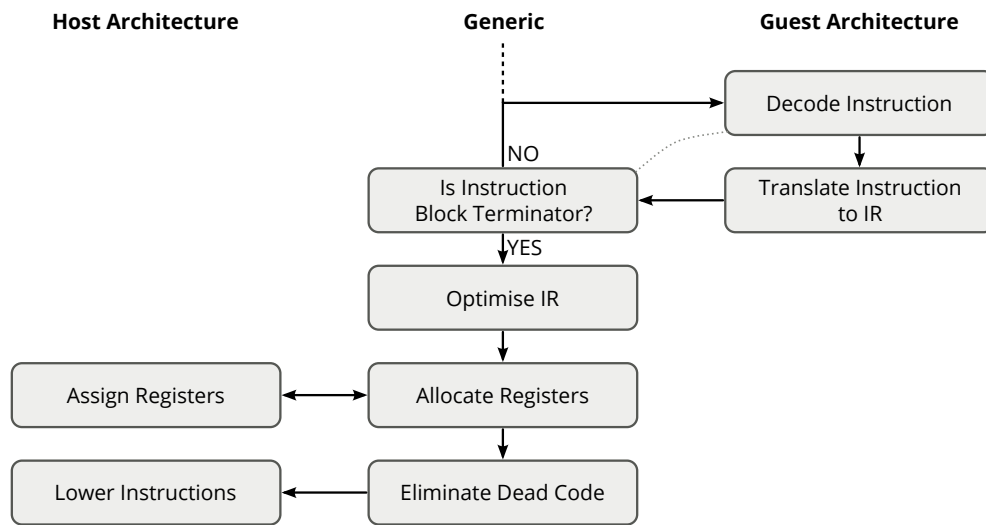 Host Architecture
Generic
Guest Architecture
Decode Instruction
NO
Is Instruction
Block Terminator?
Translate Instruction
to IR
YES
Optimise IR
Assign Registers
Allocate Registers
Lower Instructions
Eliminate Dead Code